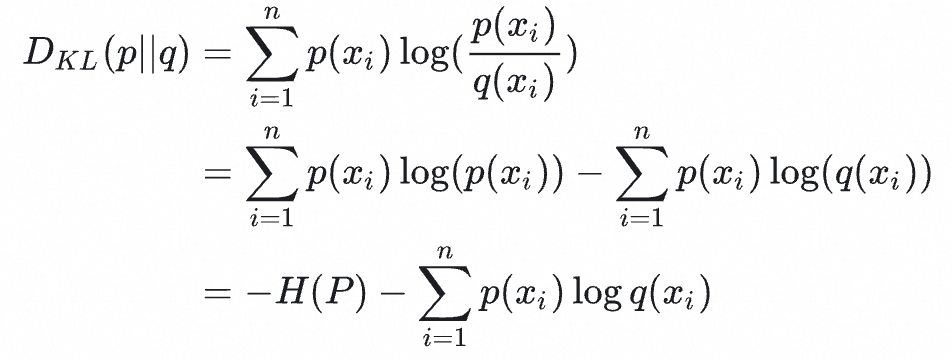 $D_{KL}(p||q) = \sum_{i=1}^{n} p(x_i) \log(\frac{p(x_i)}{q(x_i)})$
$= \sum_{i=1}^{n} p(x_i) \log(p(x_i)) - \sum_{i=1}^{n} p(x_i) \log(q(x_i))$
$= -H(P) - \sum_{i=1}^{n} p(x_i) \log q(x_i)$